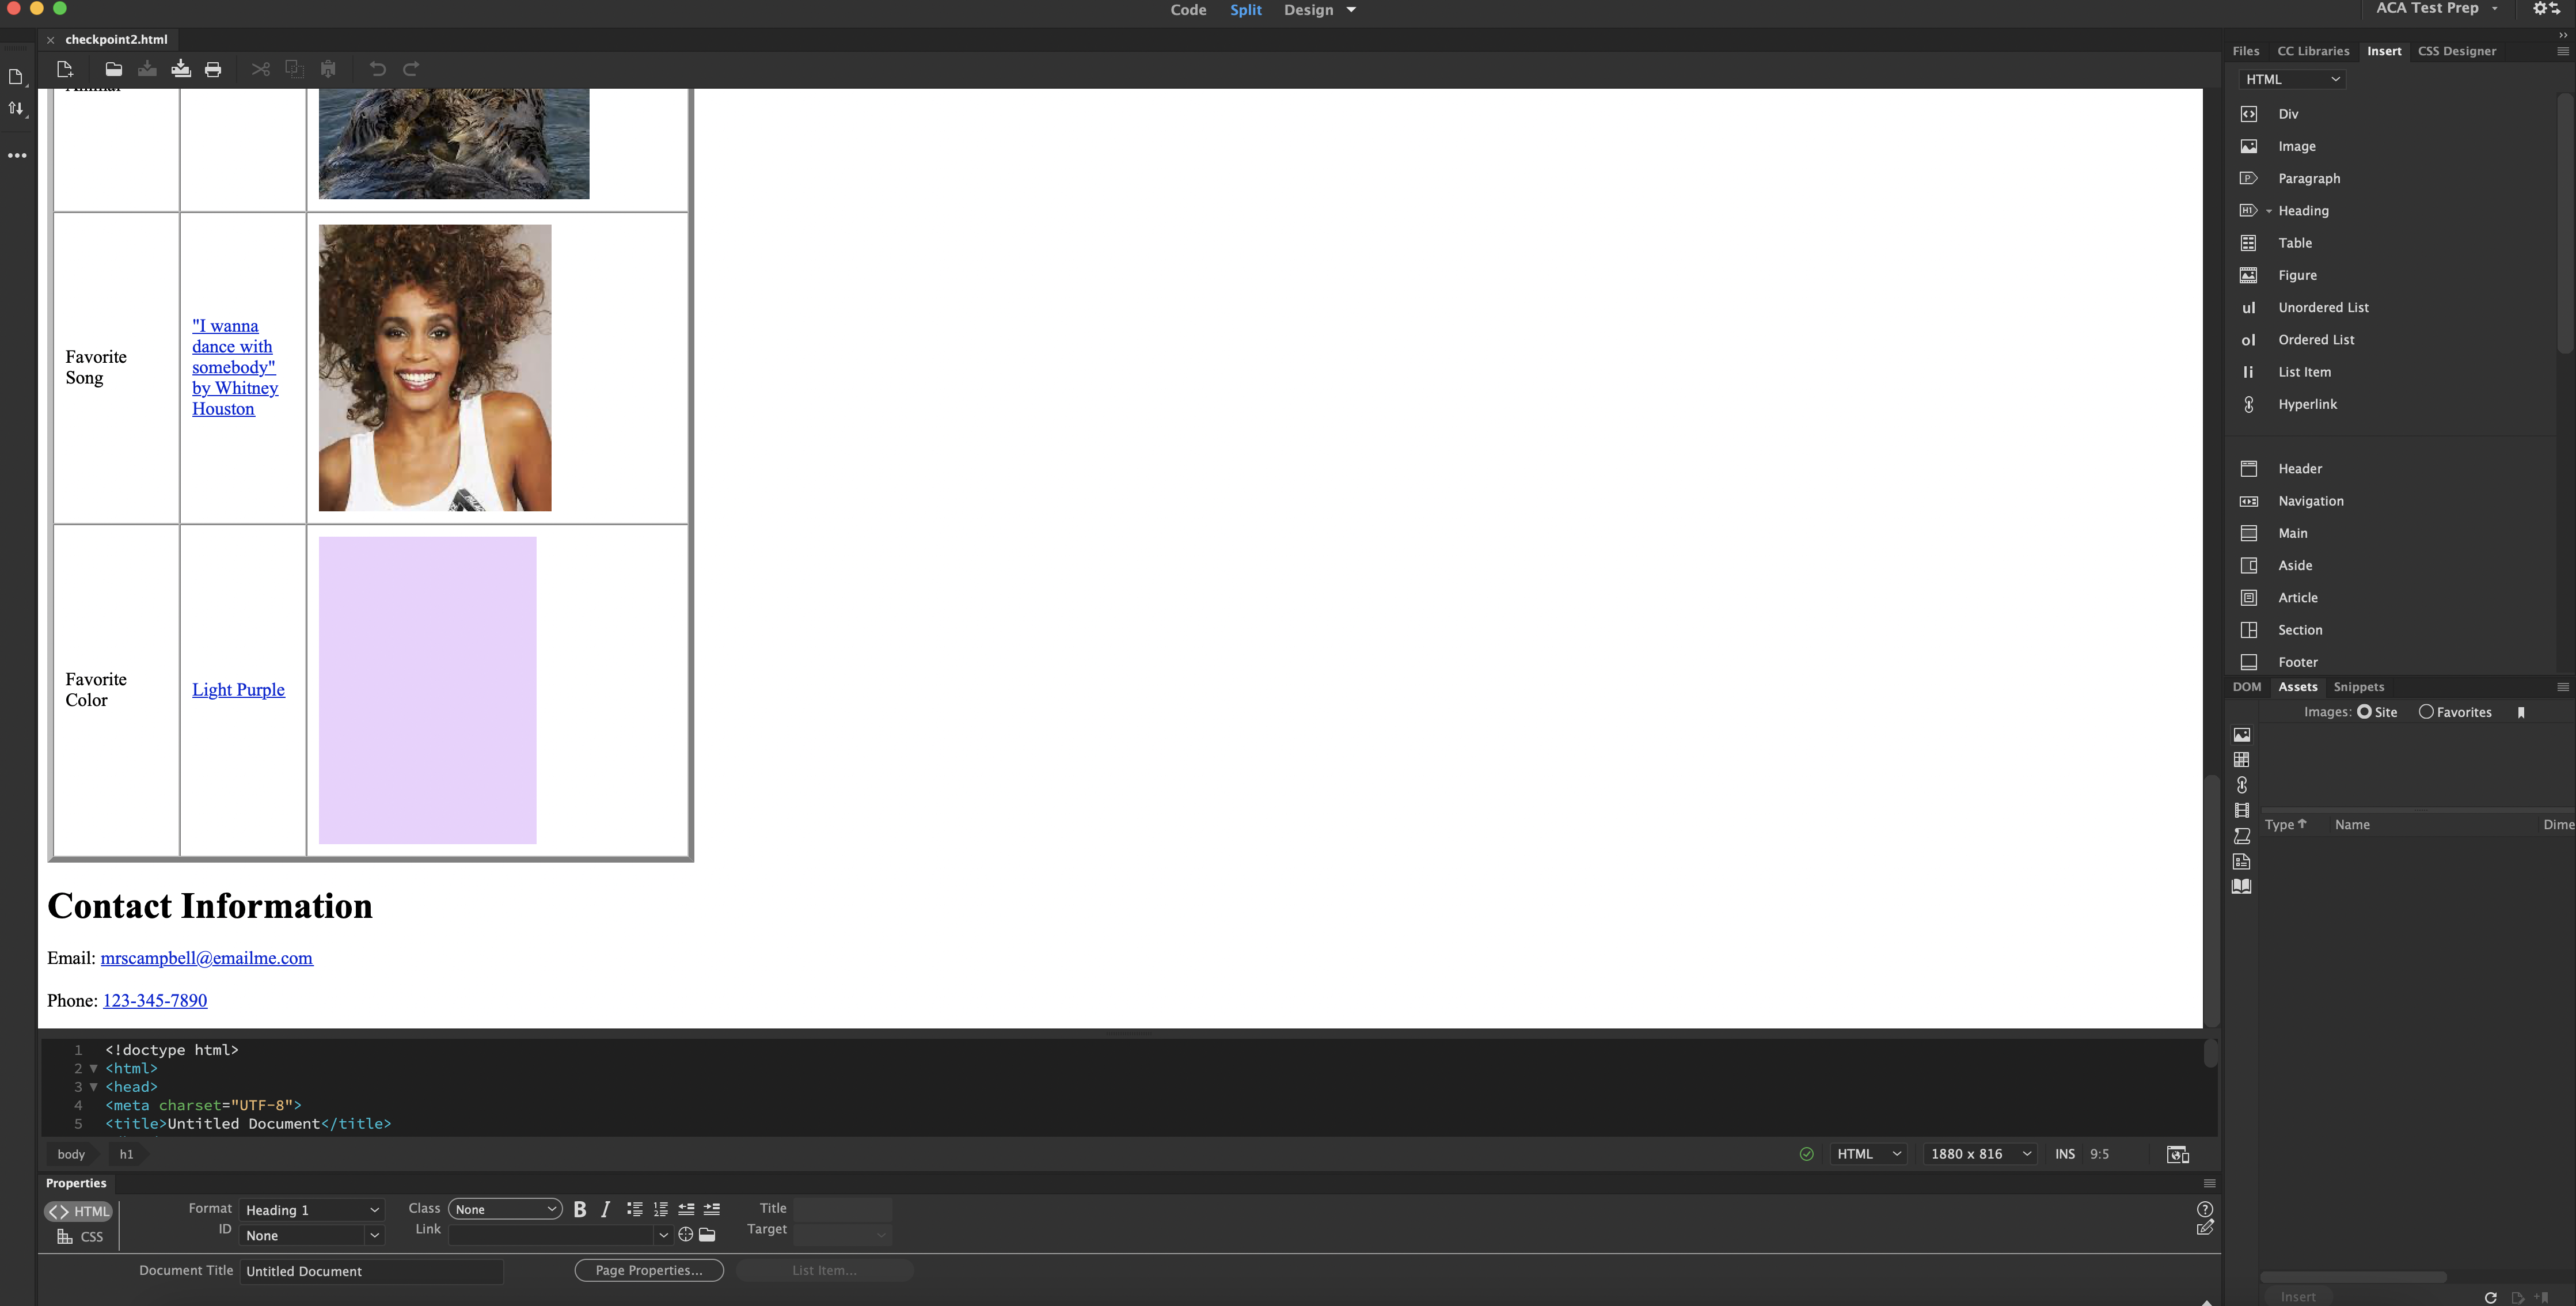 Code Split Design
ACA Test Prep
checkpoint2.html
Files CC Libraries Insert CSS Designer
HTML
Div
Image
Paragraph
Heading
Table
Figure
ul Unordered List
ol Ordered List
li List Item
Hyperlink
Header
Navigation
Main
Aside
Article
Section
Footer
DOM Assets Snippets
Images: Site Favorites
Type Name Dime
Insert
Favorite
Song
"I wanna
dance with
somebody"
by Whitney
Houston
Favorite
Color
Light Purple
Contact Information
Email: mrscampbell@emailme.com
Phone: 123-345-7890
1 <!doctype html>
2 <html>
3 <head>
4 <meta charset="UTF-8">
5 <title>Untitled Document</title>
body h1
HTML 1880 x 816 INS 9:5
Properties
<> HTML Format Heading 1 Class None B I Title
CSS ID None Link Target
Document Title Untitled Document Page Properties... List Item...